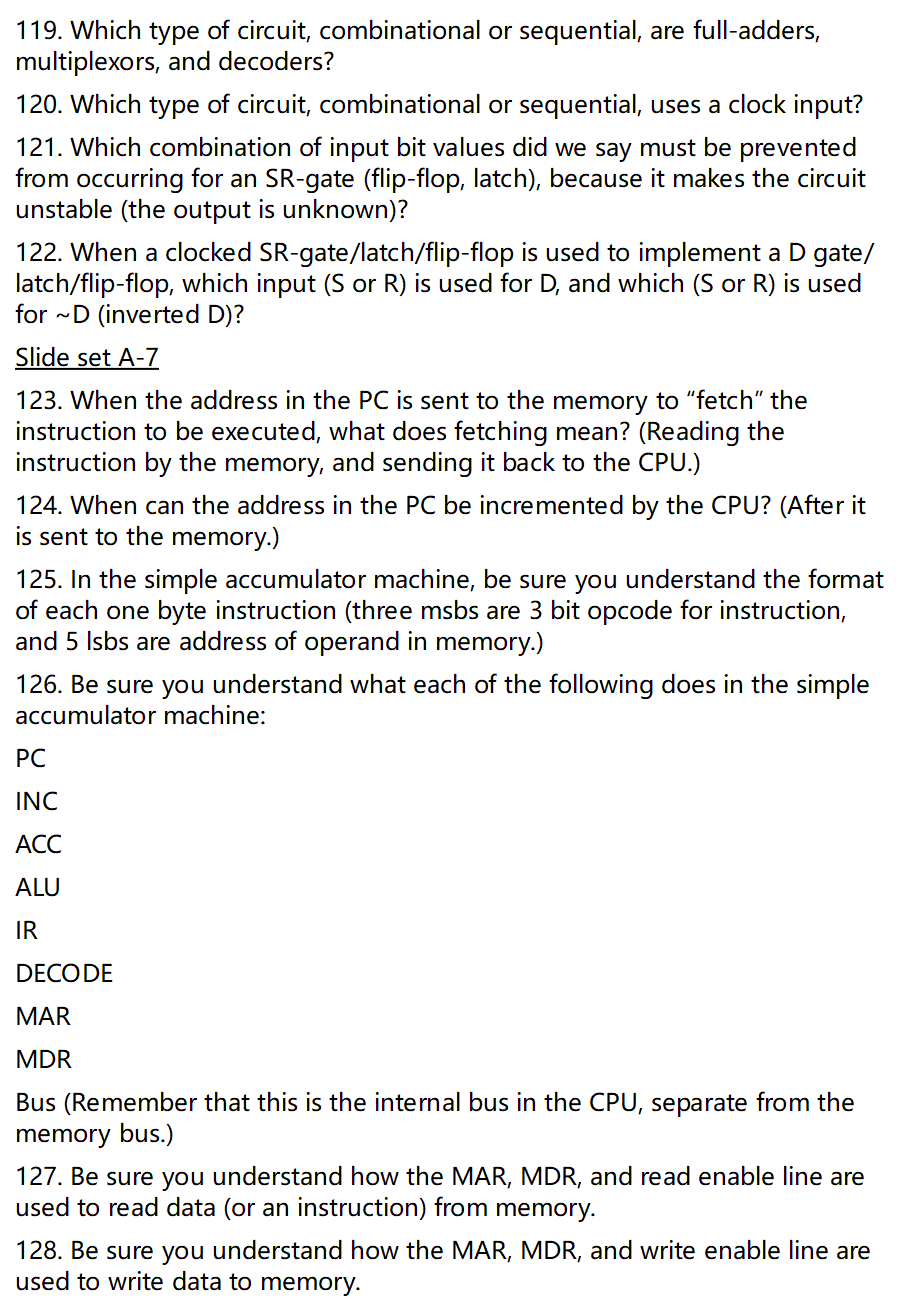 119. Which type of circuit, combinational or sequential, are full-adders,
multiplexors, and decoders?
120. Which type of circuit, combinational or sequential, uses a clock input?
121. Which combination of input bit values did we say must be prevented
from occurring for an SR-gate (flip-flop, latch), because it makes the circuit
unstable (the output is unknown)?
122. When a clocked SR-gate/latch/flip-flop is used to implement a D gate/
latch/flip-flop, which input (S or R) is used for D, and which (S or R) is used
for ~D (inverted D)?
Slide set A-7
123. When the address in the PC is sent to the memory to “fetch” the
instruction to be executed, what does fetching mean? (Reading the
instruction by the memory, and sending it back to the CPU.)
124. When can the address in the PC be incremented by the CPU? (After it
is sent to the memory.)
125. In the simple accumulator machine, be sure you understand the format
of each one byte instruction (three msbs are 3 bit opcode for instruction,
and 5 lsbs are address of operand in memory.)
126. Be sure you understand what each of the following does in the simple
accumulator machine:
PC
INC
ACC
ALU
IR
DECODE
MAR
MDR
Bus (Remember that this is the internal bus in the CPU, separate from the
memory bus.)
127. Be sure you understand how the MAR, MDR, and read enable line are
used to read data (or an instruction) from memory.
128. Be sure you understand how the MAR, MDR, and write enable line are
used to write data to memory.